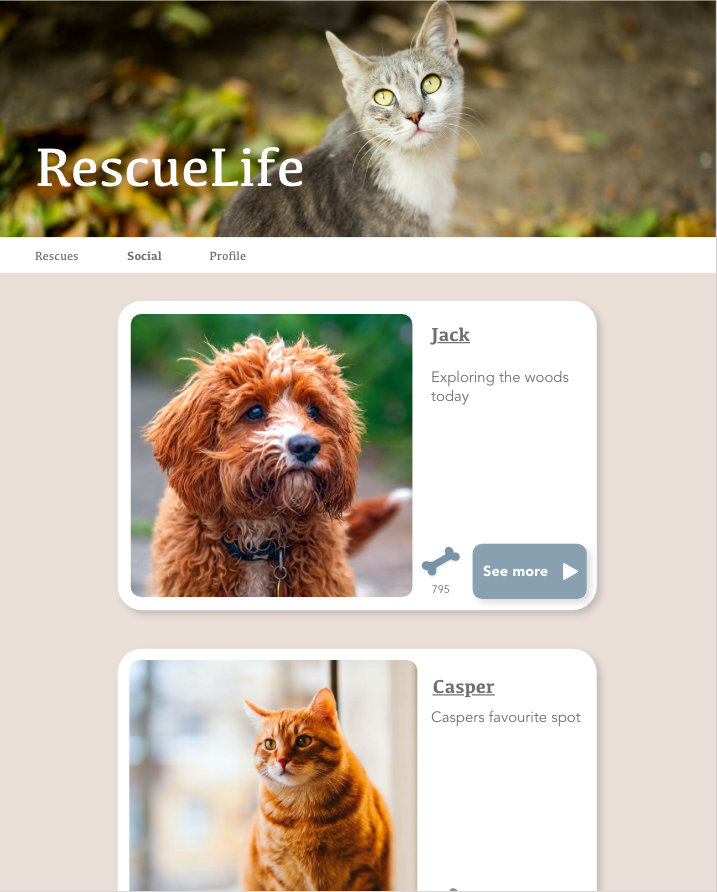 RescueLife
Rescues
Social
Profile
Jack
Exploring the woods
today
795
See more
Casper
Caspers favourite spot